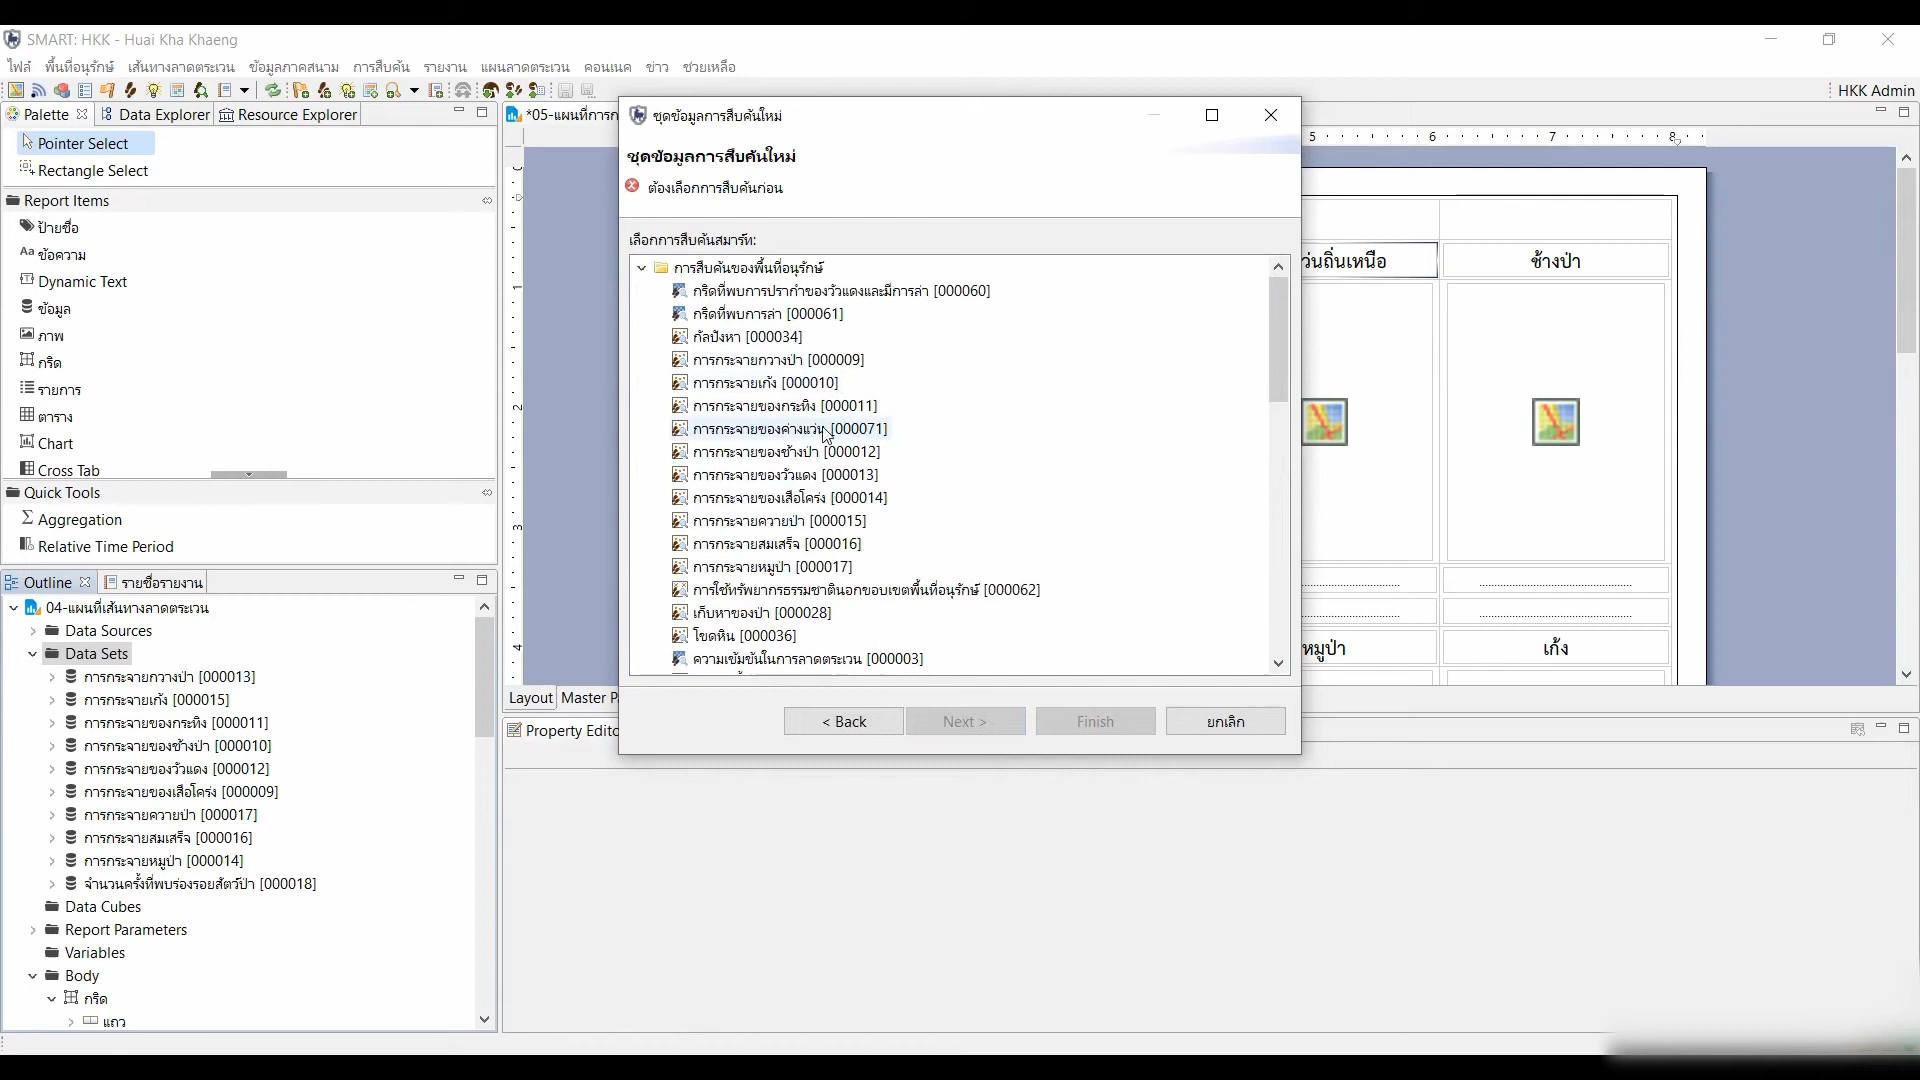 SMART: HKK - Huai Kha Khaeng
ไฟล์ พื้นที่อนุรักษ์ เส้นทางลาดตระเวน ข้อมูลภาคสนาม การสืบค้น รายงาน แผนลาดตระเวน คอนเนค ข่าว ช่วยเหลือ
HKK Admin
Palette Data Explorer Resource Explorer
Pointer Select
Rectangle Select
Report Items
ป้ายชื่อ
Aa ข้อความ
Dynamic Text
ข้อมูล
ภาพ
กริด
รายการ
ตาราง
Chart
Cross Tab
Quick Tools
Σ Aggregation
Relative Time Period
Outline รายชื่อรายงาน
04-แผนที่เส้นทางลาดตระเวน
Data Sources
Data Sets
การกระจายกวางป่า [000013]
การกระจายเก้ง [000015]
การกระจายของกระทิง [000011]
การกระจายของช้างป่า [000010]
การกระจายของวัวแดง [000012]
การกระจายของเสือโคร่ง [000009]
การกระจายควายป่า [000017]
การกระจายสมเสร็จ [000016]
การกระจายหมูป่า [000014]
จำนวนครั้งที่พบร่องรอยสัตว์ป่า [000018]
Data Cubes
Report Parameters
Variables
Body
กริด
แถว
*05-แผนที่การก
ชุดข้อมูลการสืบค้นใหม่
ชุดข้อมูลการสืบค้นใหม่
ต้องเลือกการสืบค้นก่อน
เลือกการสืบค้นสมาร์ท:
การสืบค้นของพื้นที่อนุรักษ์
กริดที่พบการปรากำของวัวแดงและมีการล่า [000060]
กริดที่พบการล่า [000061]
กัลปังหา [000034]
การกระจายกวางป่า [000009]
การกระจายเก้ง [000010]
การกระจายของกระทิง [000011]
การกระจายของค่างแว่น [000071]
การกระจายของช้างป่า [000012]
การกระจายของวัวแดง [000013]
การกระจายของเสือโคร่ง [000014]
การกระจายควายป่า [000015]
การกระจายสมเสร็จ [000016]
การกระจายหมูป่า [000017]
การใช้ทรัพยากรธรรมชาตินอกขอบเขตพื้นที่อนุรักษ์ [000062]
เก็บหาของป่า [000028]
โขดหิน [000036]
ความเข้มข้นในการลาดตระเวน [000003]
< Back Next > Finish ยกเลิก
5 6 7 8
1
2
3
4
ว่นถิ่นเหนือ ช้างป่า
หมูป่า เก้ง
Layout Master P
Property Edito